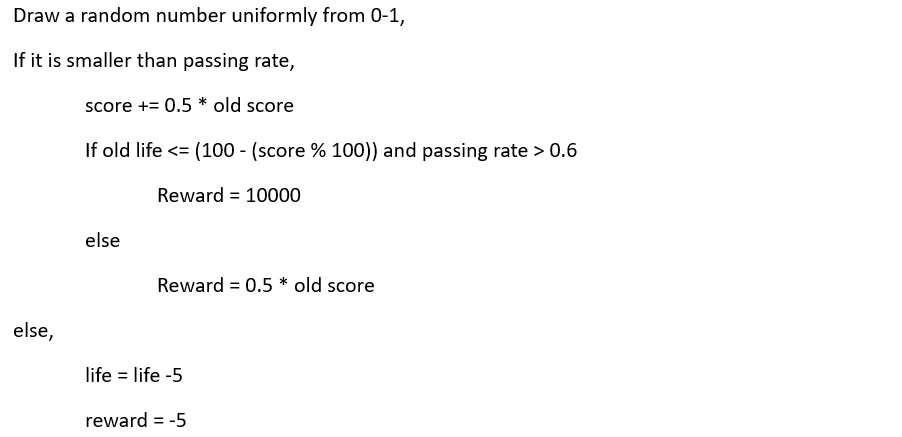 Draw a random number uniformly from 0-1,
If it is smaller than passing rate,
score += 0.5 * old score
If old life <= (100 - (score % 100)) and passing rate > 0.6
Reward = 10000
else
Reward = 0.5 * old score
else,
life = life -5
reward = -5